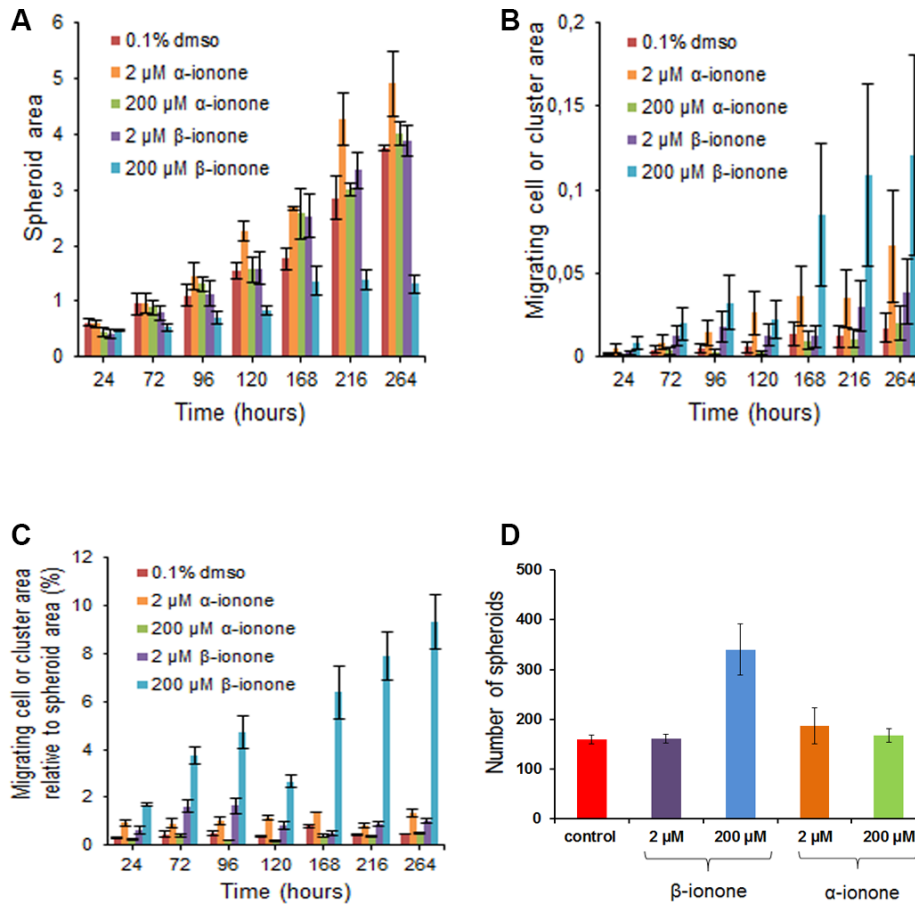 A
Spheroid area
6
5
4
3
2
1
0
0.1% dmso
2 µM α-ionone
200 µM α-ionone
2 µM β-ionone
200 µM β-ionone
24 72 96 120 168 216 264
Time (hours)
B
Migrating cell or cluster area
0,2
0,15
0,1
0,05
0
0.1% dmso
2 µM α-ionone
200 µM α-ionone
2 µM β-ionone
200 µM β-ionone
24 72 96 120 168 216 264
Time (hours)
C
Migrating cell or cluster area
relative to spheroid area (%)
12
10
8
6
4
2
0
0.1% dmso
2 µM α-ionone
200 µM α-ionone
2 µM β-ionone
200 µM β-ionone
24 72 96 120 168 216 264
Time (hours)
D
Number of spheroids
500
400
300
200
100
0
control 2 µM 200 µM 2 µM 200 µM
β-ionone α-ionone